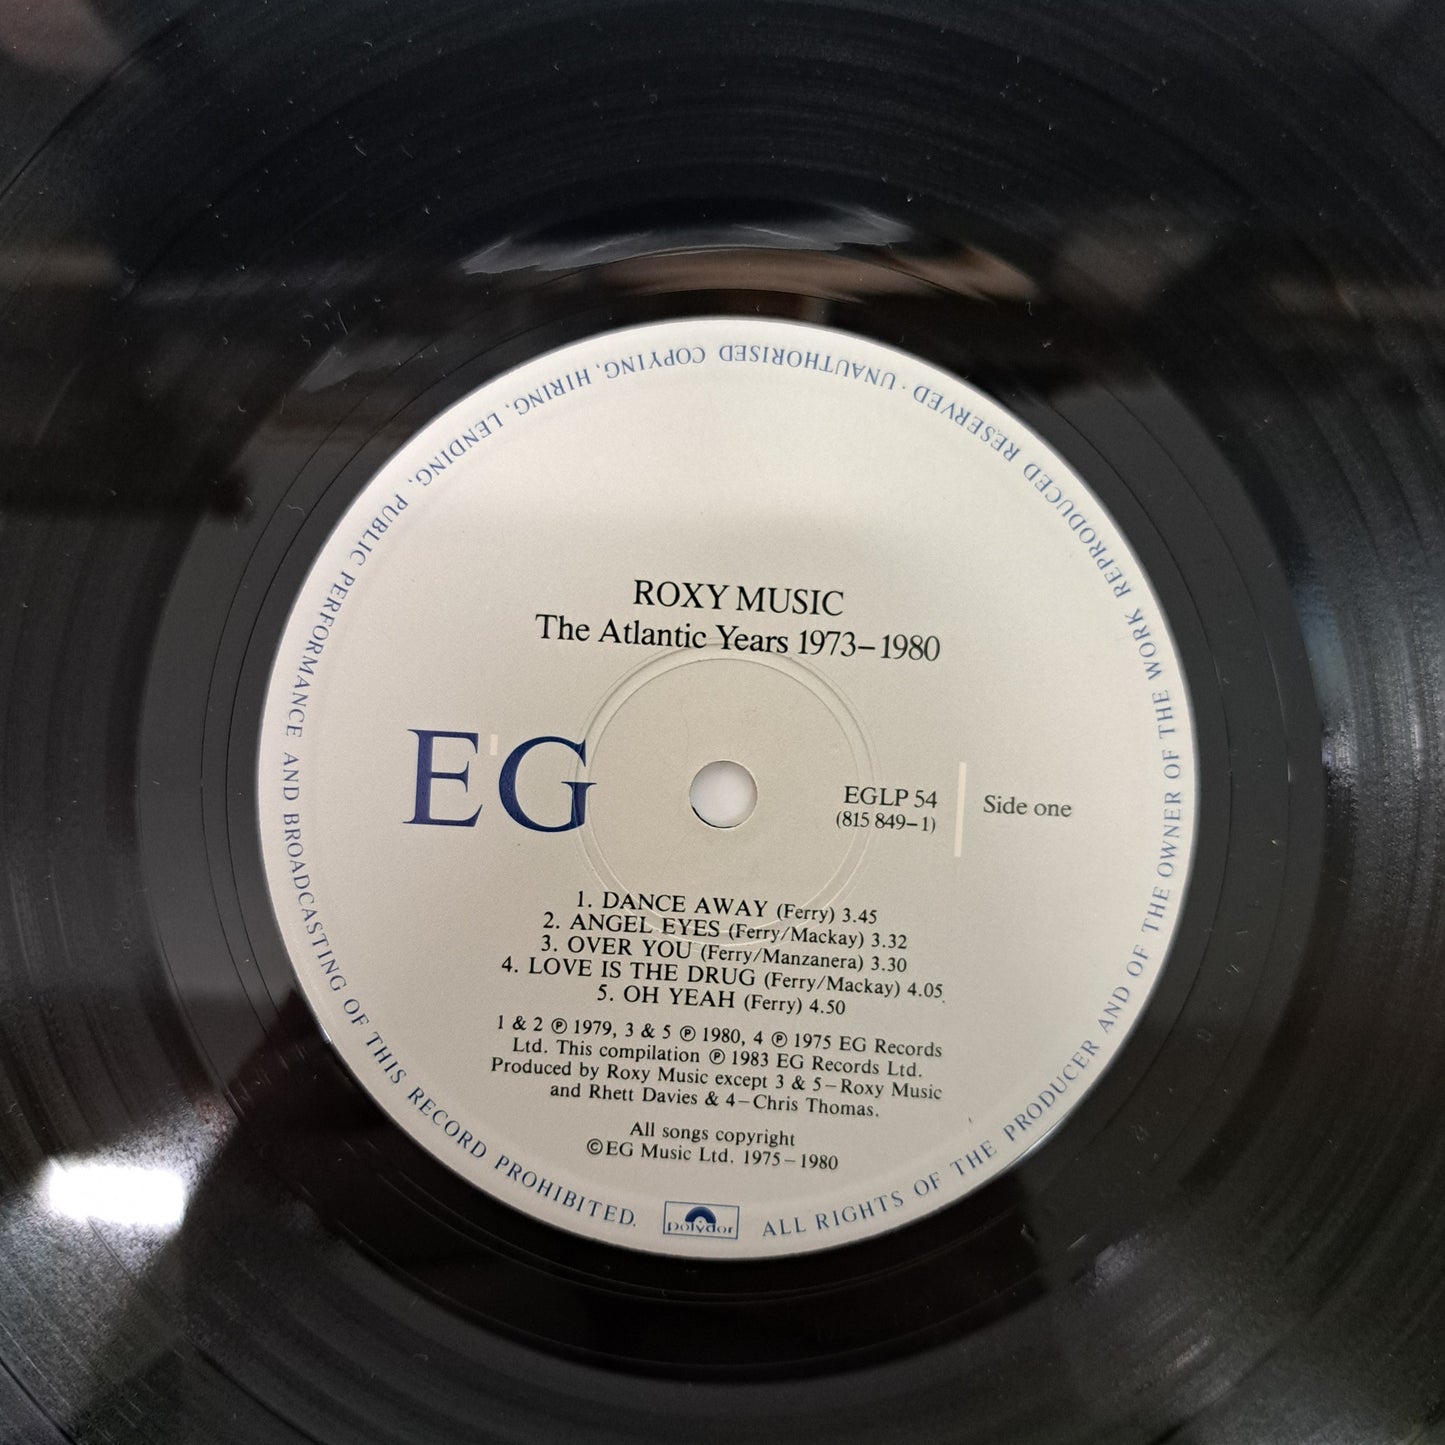 ROXY MUSIC
The Atlantic Years 1973–1980
E'G
EGLP 54
(815 849–1)
Side one
1. DANCE AWAY (Ferry) 3.45
2. ANGEL EYES (Ferry/Mackay) 3.32
3. OVER YOU (Ferry/Manzanera) 3.30
4. LOVE IS THE DRUG (Ferry/Mackay) 4.05
5. OH YEAH (Ferry) 4.50
1 & 2 ℗ 1979, 3 & 5 ℗ 1980, 4 ℗ 1975 EG Records
Ltd. This compilation ℗ 1983 EG Records Ltd.
Produced by Roxy Music except 3 & 5–Roxy Music
and Rhett Davies & 4–Chris Thomas.
All songs copyright
©EG Music Ltd. 1975–1980
polydor
ALL RIGHTS OF THE PRODUCER AND OF THE OWNER OF THE WORK REPRODUCED RESERVED · UNAUTHORISED COPYING, HIRING, LENDING, PUBLIC PERFORMANCE AND BROADCASTING OF THIS RECORD PROHIBITED.